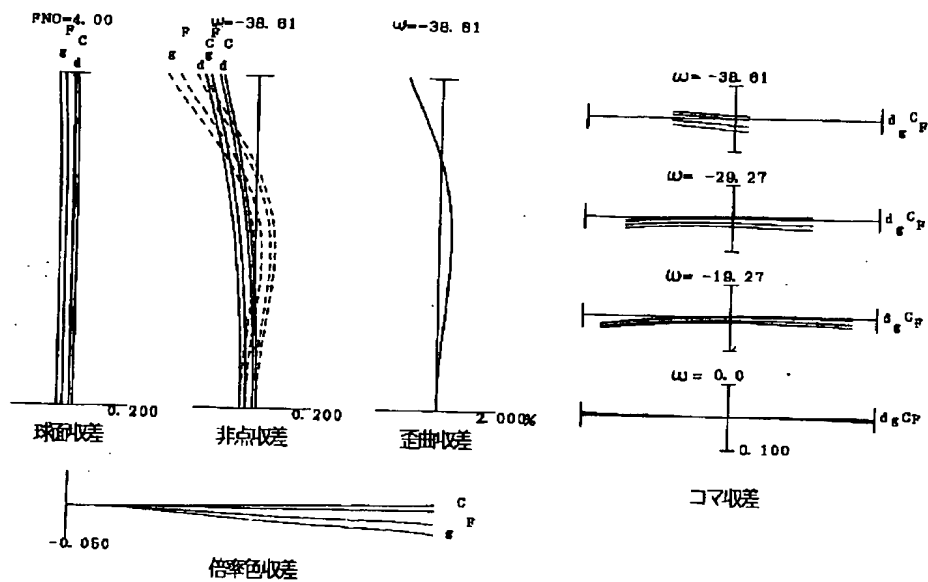 FNO=4.00
g F C d
0.200
球面収差
ω=-38.61
g F d g C F C d
0.200
非点収差
ω=-38.61
2.000%
歪曲収差
ω= -38.61
d g C F
ω= -29.27
d g C F
ω= -19.27
d g C F
ω= 0.0
d g C F
0.100
コマ収差
C
F
g
-0.050
倍率色収差